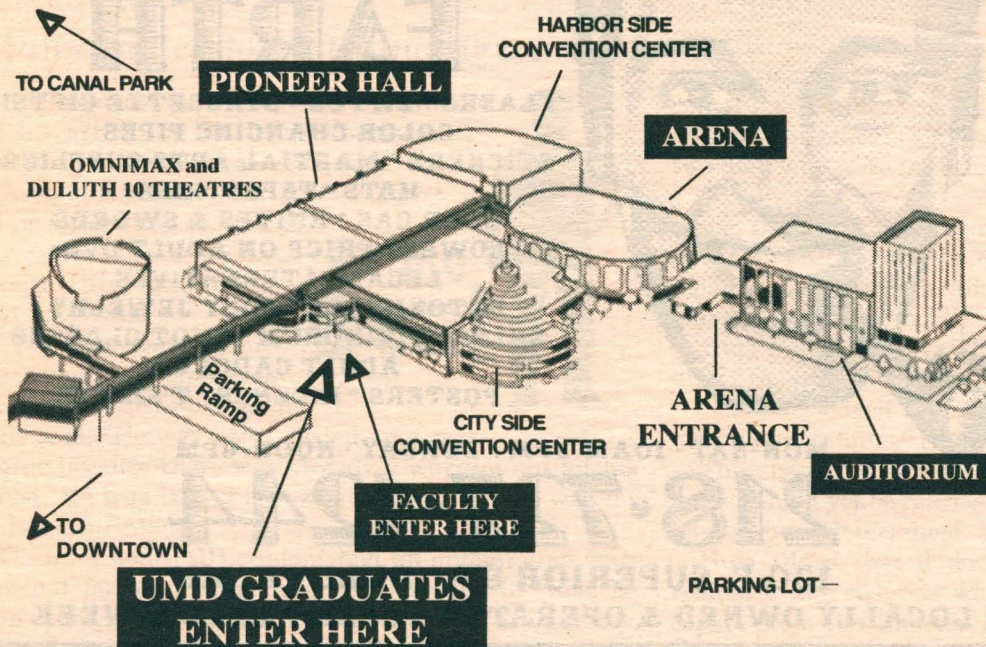 HARBOR SIDE
CONVENTION CENTER
TO CANAL PARK
PIONEER HALL
ARENA
OMNIMAX and
DULUTH 10 THEATRES
Parking
Ramp
CITY SIDE
CONVENTION CENTER
ARENA
ENTRANCE
AUDITORIUM
FACULTY
ENTER HERE
TO
DOWNTOWN
UMD GRADUATES
ENTER HERE
PARKING LOT